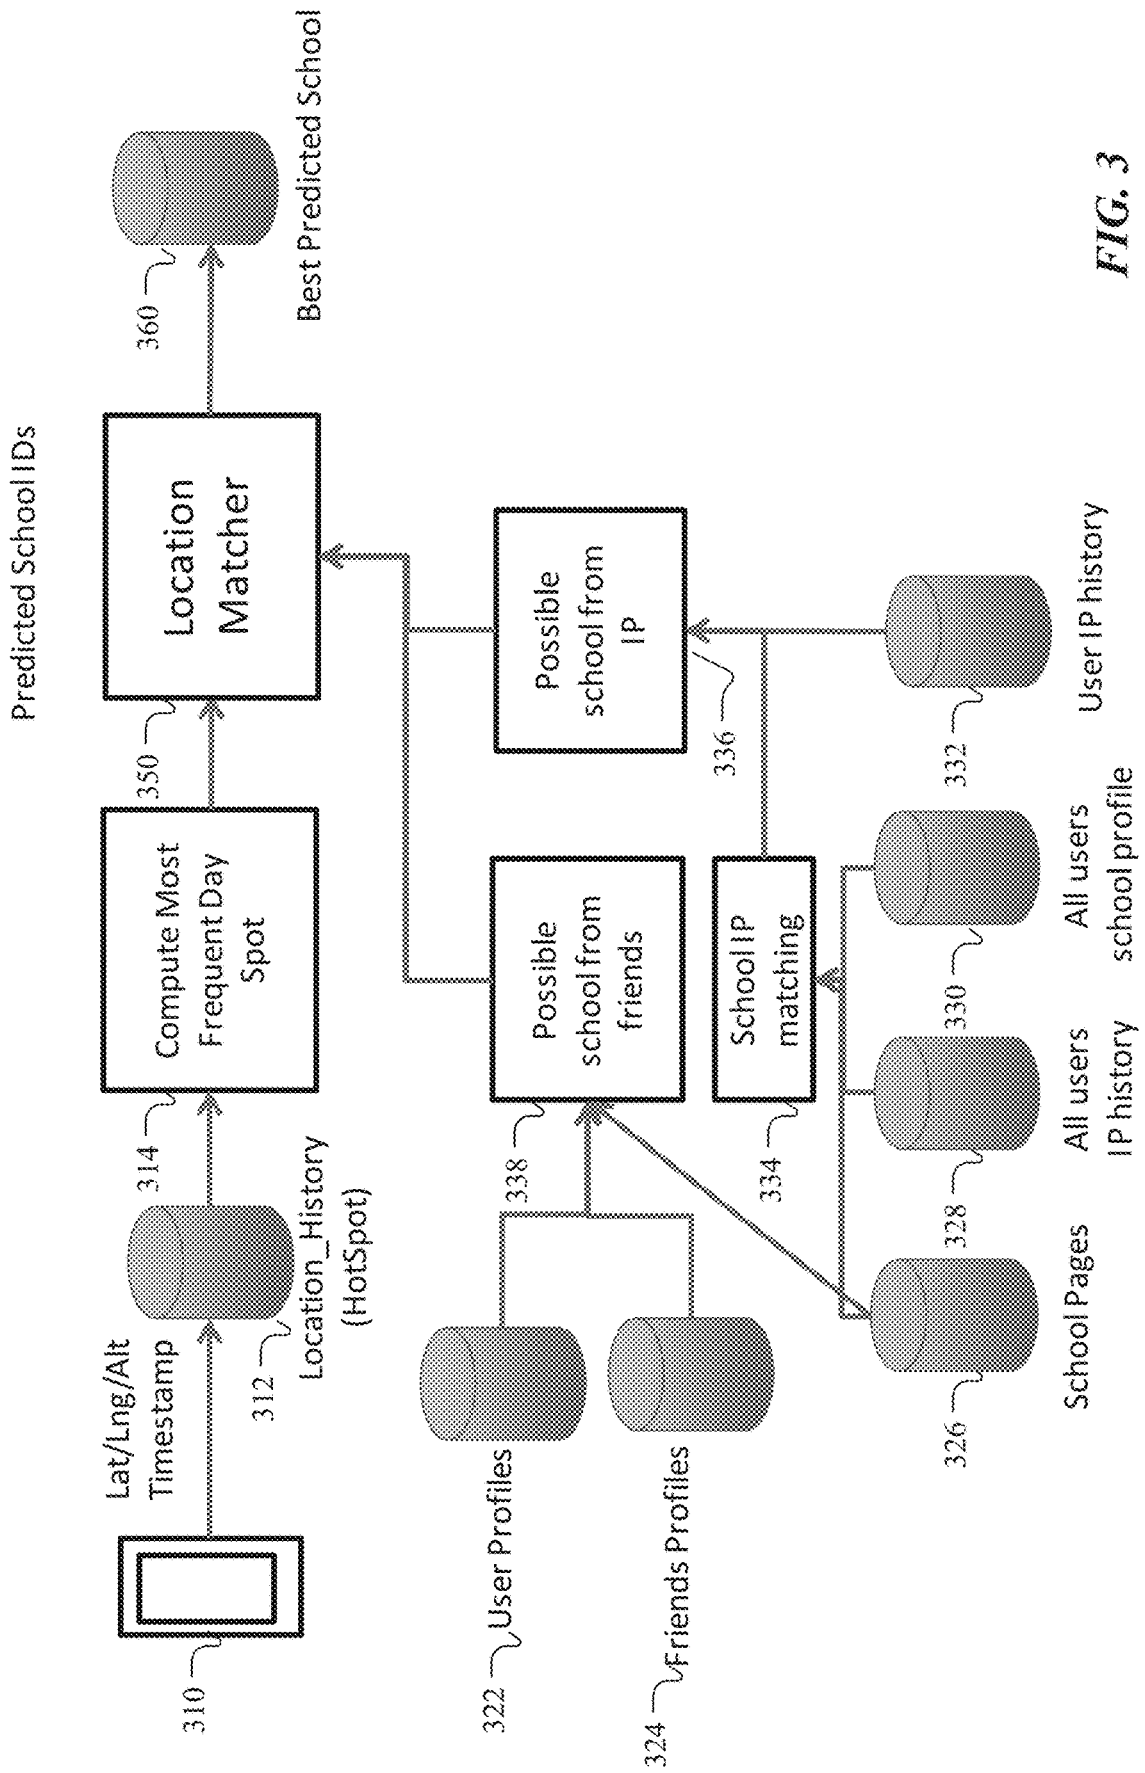 Predicted School IDs
310
Lat/Lng/Alt
Timestamp
312
Location_History
(HotSpot)
314
Compute Most
Frequent Day
Spot
350
Location
Matcher
360
Best Predicted School
322
User Profiles
324
Friends Profiles
338
Possible
school from
friends
336
Possible
school from
IP
334
School IP
matching
326
School Pages
328
All users
IP history
330
All users
school profile
332
User IP history
FIG. 3